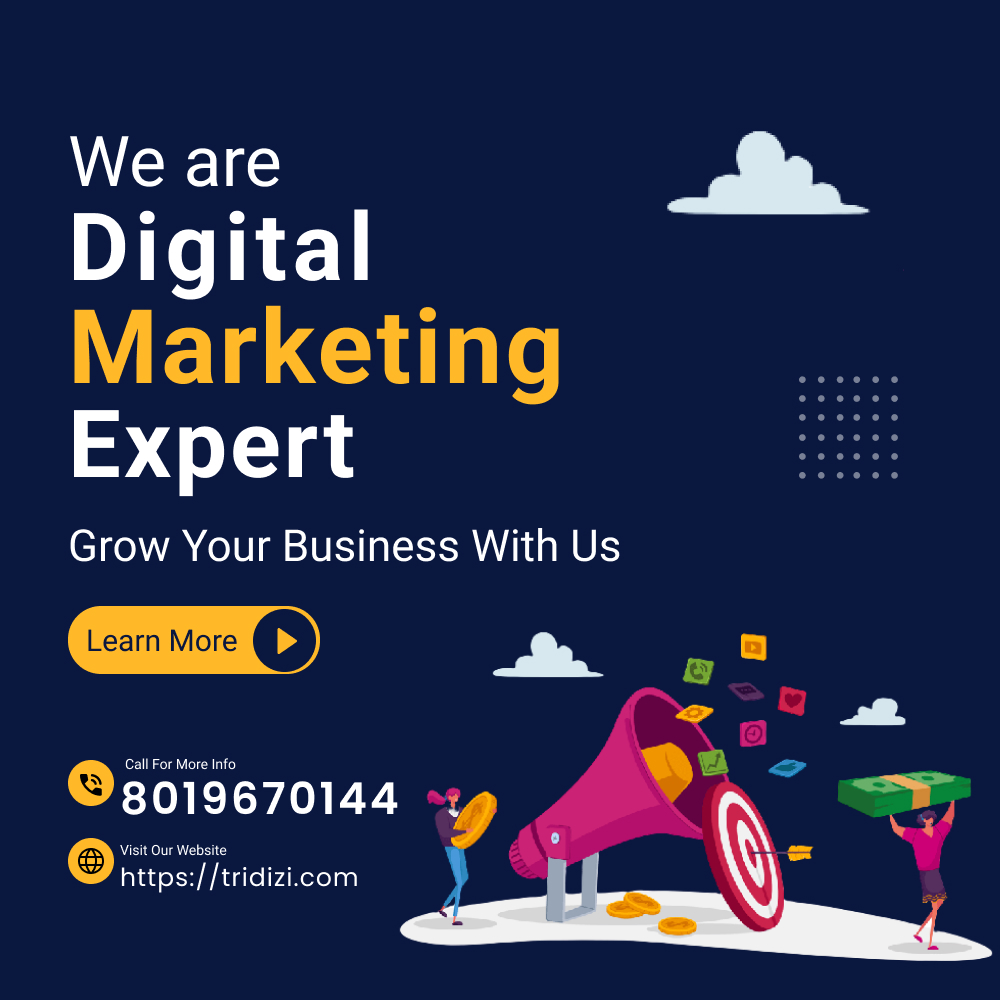 We are
Digital
Marketing
Expert
Grow Your Business With Us
Learn More
Call For More Info
8019670144
Visit Our Website
https://tridizi.com